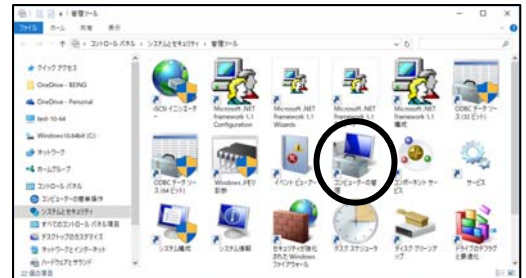 管理ツール
ファイル ホーム 共有 表示
コントロール パネル › システムとセキュリティ › 管理ツール
クイック アクセス
OneDrive - BEING
OneDrive - Personal
test-10-64
Windows10.64bit (C:)
ネットワーク
ホームグループ
コントロール パネル
コンピューターの簡単操作
システムとセキュリティ
すべてのコントロール パネル項目
デスクトップのカスタマイズ
ネットワークとインターネット
ハードウェアとサウンド
iSCSI イニシエーター
Microsoft .NET Framework 1.1 Configuration
Microsoft .NET Framework 1.1 Wizards
Microsoft .NET Framework 1.1
Microsoft .NET Framework 1.1 構成
ODBC データ ソース (32 ビット)
ODBC データ ソース (64 ビット)
Windows メモリ診断
イベント ビューアー
コンピューターの管理
コンポーネント サービス
サービス
システム構成
システム情報
セキュリティが強化された Windows ファイアウォール
タスク スケジューラ
ディスク クリーンアップ
ドライブのデフラグと最適化
22 個の項目